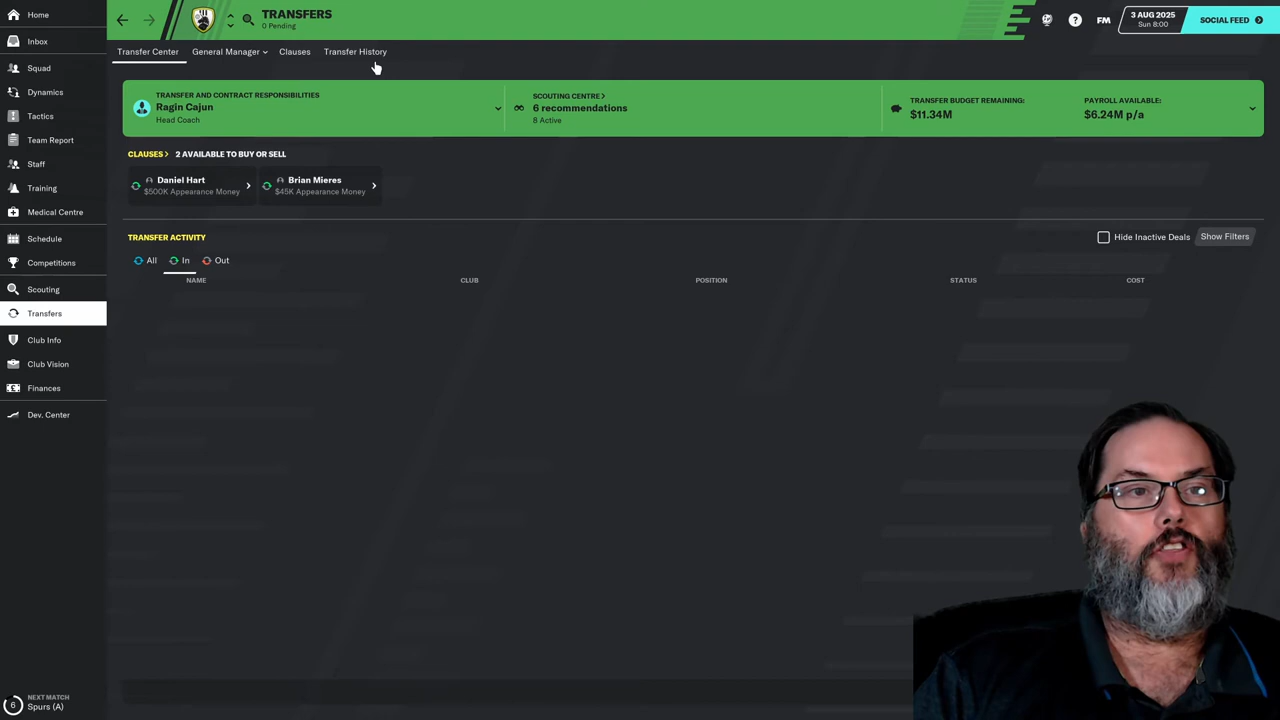 Home
Inbox
Squad
Dynamics
Tactics
Team Report
Staff
Training
Medical Centre
Schedule
Competitions
Scouting
Transfers
Club Info
Club Vision
Finances
Dev. Center
6
NEXT MATCH
Spurs (A)
TRANSFERS
0 Pending
FM
3 AUG 2025
Sun 8:00
SOCIAL FEED
Transfer Center
General Manager
Clauses
Transfer History
TRANSFER AND CONTRACT RESPONSIBILITIES
Ragin Cajun
Head Coach
SCOUTING CENTRE >
6 recommendations
8 Active
TRANSFER BUDGET REMAINING:
$11.34M
PAYROLL AVAILABLE:
$6.24M p/a
CLAUSES > 2 AVAILABLE TO BUY OR SELL
Daniel Hart
$500K Appearance Money
Brian Mieres
$45K Appearance Money
TRANSFER ACTIVITY
Hide Inactive Deals
Show Filters
All
In
Out
NAME
CLUB
POSITION
STATUS
COST